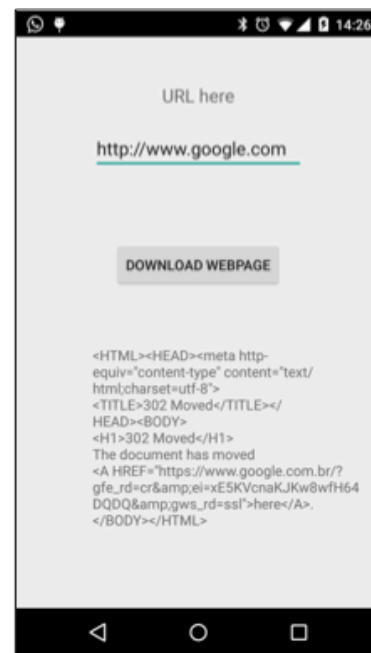 14:26
URL here
http://www.google.com
DOWNLOAD WEBPAGE
<HTML><HEAD><meta http-
equiv="content-type" content="text/
html;charset=utf-8">
<TITLE>302 Moved</TITLE></
HEAD><BODY>
<H1>302 Moved</H1>
The document has moved
<A HREF="https://www.google.com.br/?
gfe_rd=cr&amp;ei=xE5KVcnaKJKw8wfH64
DQDQ&amp;gws_rd=ssl">here</A>.
</BODY></HTML>